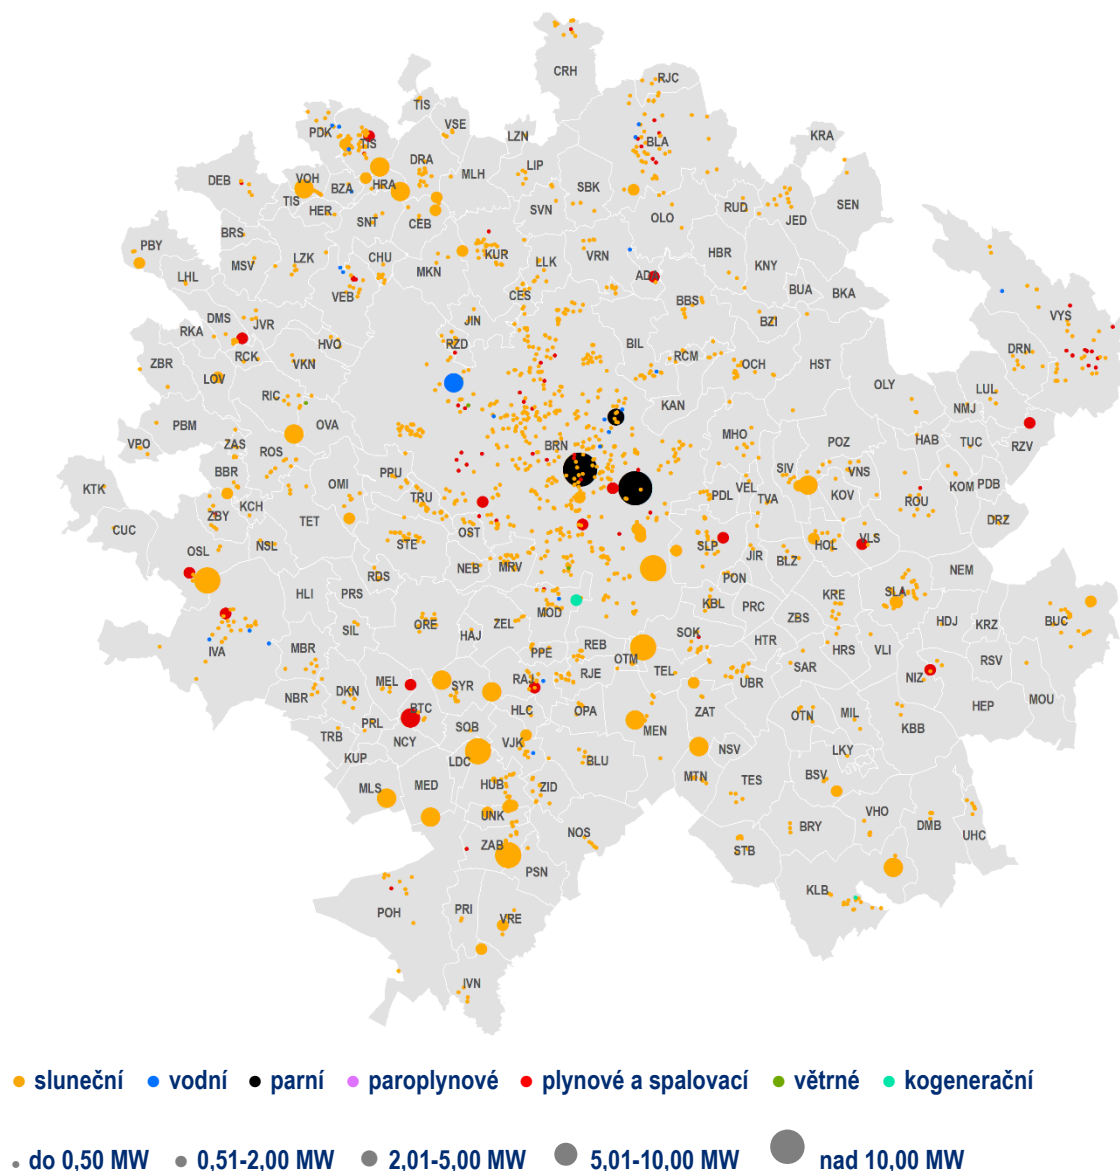 CRH
RJC
TIS
VSE
PDK
TIS
LZN
BLA
KRA
DRA
LIP
MLH
DEB
VOH
BZA
HRA
SBK
SEN
TIS
HER
SNT
CEB
SVN
OLO
RUD
JED
BRS
PBY
MSV
LZK
CHU
MKN
KUR
LLK
VRN
HBR
KNY
LHL
VEB
CES
ADA
BBS
BUA
BKA
DMS
JVR
JIN
BZI
VYS
RKA
RCK
HVO
RZD
BIL
RCM
OCH
HST
DRN
ZBR
LOV
VKN
RIC
OLY
LUL
NMJ
PBM
OVA
KAN
VPO
ZAS
ROS
BRN
MHO
POZ
HAB
TUC
RZV
BBR
PPU
SIV
VNS
KTK
KCH
OMI
TRU
PDL
VEL
TVA
KOV
ROU
KOM
PDB
CUC
ZBY
TET
OST
DRZ
OSL
NSL
STE
SLP
JIR
BLZ
HOL
VLS
RDS
NEB
MRV
PON
NEM
HLI
PRS
MOD
KBL
PRC
ZBS
KRE
SLA
IVA
SIL
ORE
HAJ
ZEL
HDJ
KRZ
BUC
MBR
PPE
REB
SOK
HTR
HRS
VLI
RSV
NBR
DKN
MEL
SYR
RAJ
RJE
OTM
TEL
UBR
SAR
NIZ
MOU
PRL
BTC
HLC
OPA
ZAT
OTN
MIL
KBB
HEP
TRB
NCY
SOB
VJK
MEN
NSV
LKY
KUP
LDC
BLU
MLS
MED
HUB
ZID
MTN
TES
BSV
UNK
VHO
DMB
UHC
ZAB
NOS
BRY
STB
PSN
KLB
POH
PRI
VRE
IVN
sluneční vodní parní paroplynové plynové a spalovací větrné kogenerační
do 0,50 MW 0,51-2,00 MW 2,01-5,00 MW 5,01-10,00 MW nad 10,00 MW